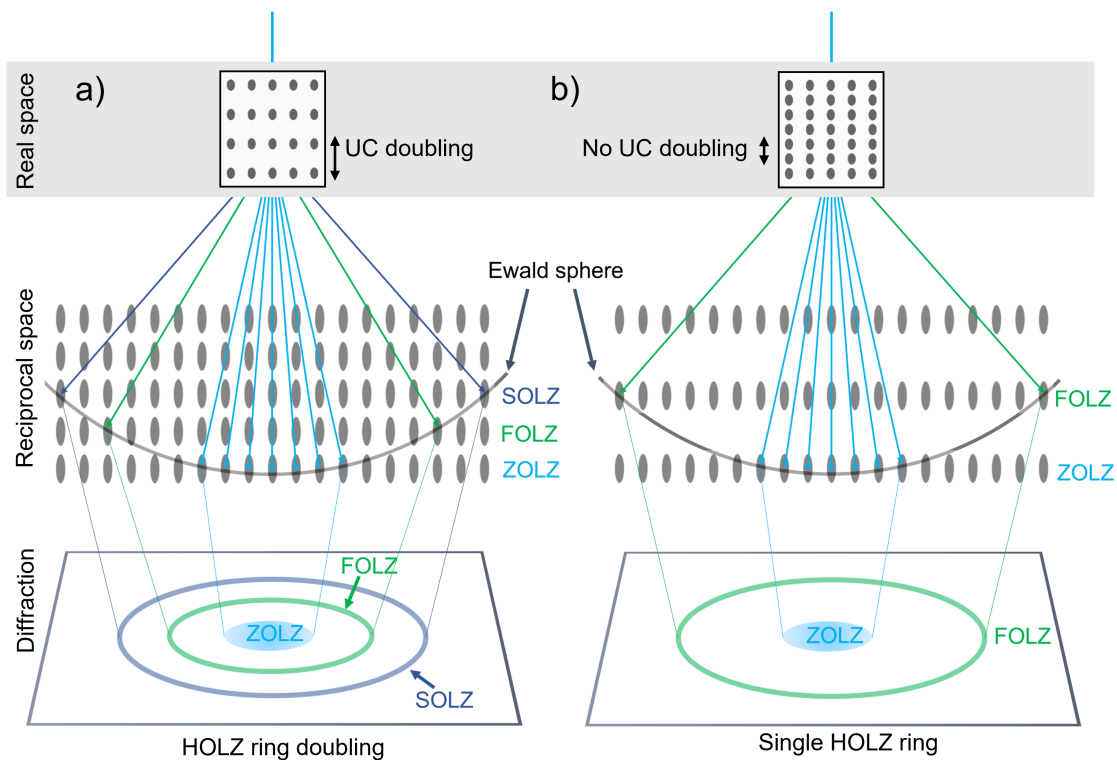 Real space
a)
UC doubling
b)
No UC doubling
Reciprocal space
Ewald sphere
SOLZ
FOLZ
ZOLZ
FOLZ
ZOLZ
Diffraction
FOLZ
ZOLZ
SOLZ
HOLZ ring doubling
ZOLZ
FOLZ
Single HOLZ ring